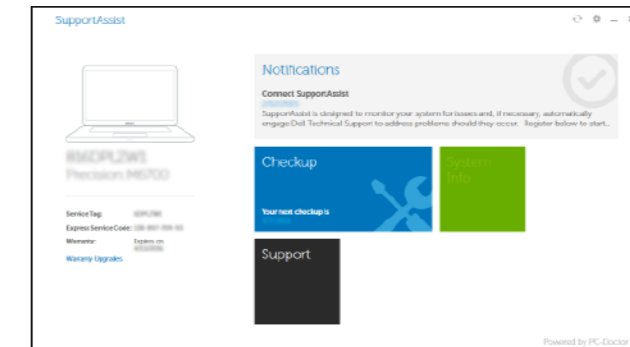 SupportAssist
Notifications
Connect SupportAssist
SupportAssist is designed to monitor your system for issues and, if necessary, automatically
engage Dell Technical Support to address problems should they occur. Register below to start...
Precision M6700
Checkup
System
Info
Your next checkup is
Service Tag:
Express Service Code:
Warranty: Expires on
Warranty Upgrades
Support
Powered by PC-Doctor